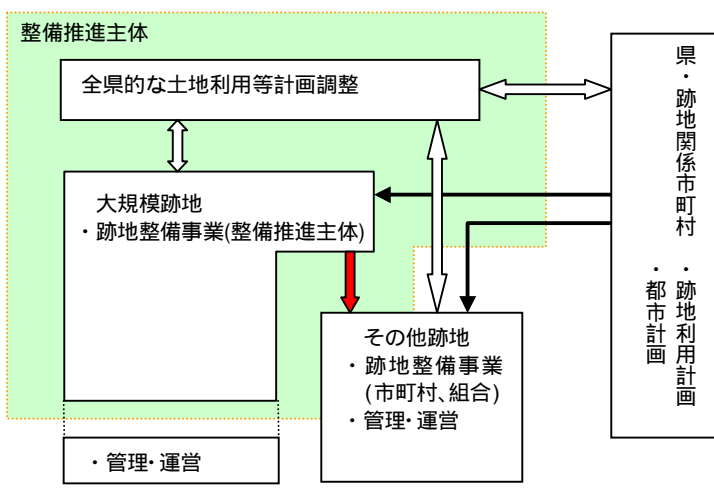 整備推進主体
全県的な土地利用等計画調整
大規模跡地
・跡地整備事業(整備推進主体)
その他跡地
・跡地整備事業
(市町村、組合)
・管理・運営
・管理・運営
県・跡地関係市町村
・跡地利用計画
・都市計画